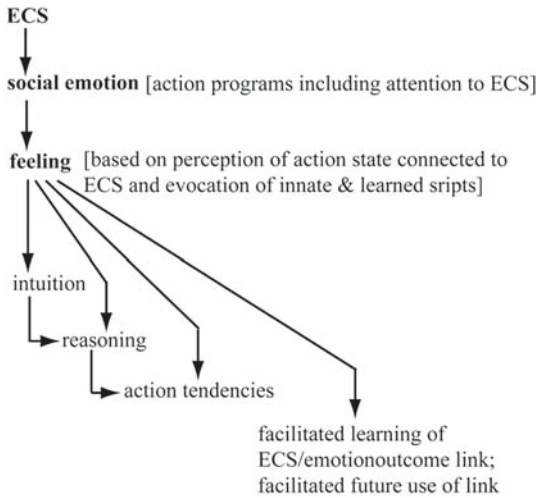 ECS
social emotion [action programs including attention to ECS]
feeling [based on perception of action state connected to
ECS and evocation of innate & learned sripts]
intuition
reasoning
action tendencies
facilitated learning of
ECS/emotionoutcome link;
facilitated future use of link